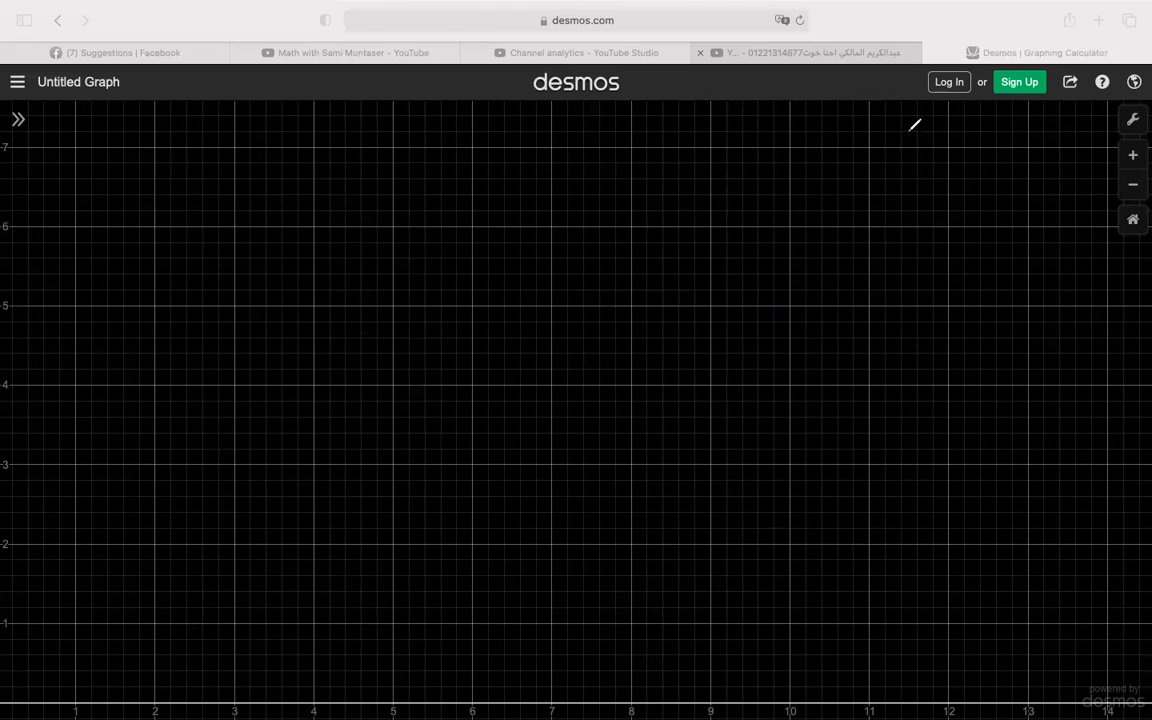 desmos.com
(7) Suggestions | Facebook
Math with Sami Muntaser - YouTube
Channel analytics - YouTube Studio
Y... - 01221314677عبدالكريم المالكي احنا خوت
Desmos | Graphing Calculator
Untitled Graph
desmos
Log In or Sign Up
7
6
5
4
3
2
1
1 2 3 4 5 6 7 8 9 10 11 12 13 14
powered by
desmos